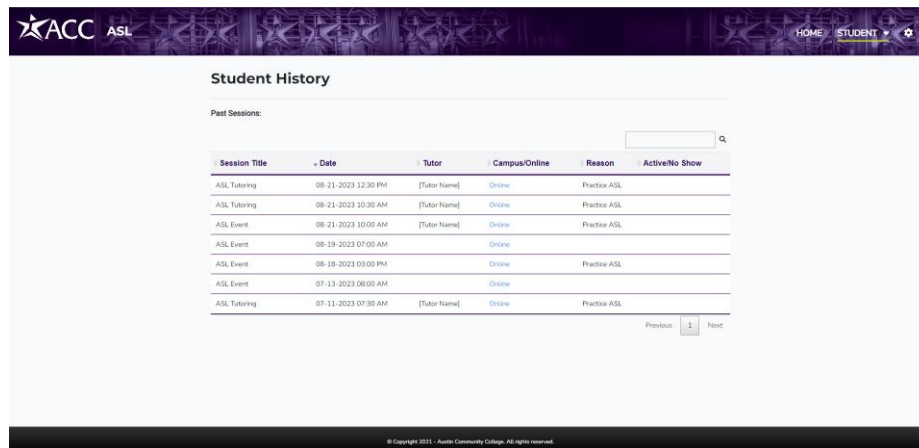 ACC ASL HOME STUDENT
Student History
Past Sessions:
Session Title Date Tutor Campus/Online Reason Active/No Show
ASL Tutoring 08-21-2023 12:30 PM [Tutor Name] Online Practice ASL
ASL Tutoring 08-21-2023 10:30 AM [Tutor Name] Online Practice ASL
ASL Event 08-21-2023 10:00 AM [Tutor Name] Online Practice ASL
ASL Event 08-19-2023 07:00 AM Online
ASL Event 08-18-2023 03:00 PM Online Practice ASL
ASL Event 07-13-2023 08:00 AM Online
ASL Tutoring 07-11-2023 07:30 AM [Tutor Name] Online Practice ASL
Previous 1 Next
© Copyright 2021 - Austin Community College. All rights reserved.